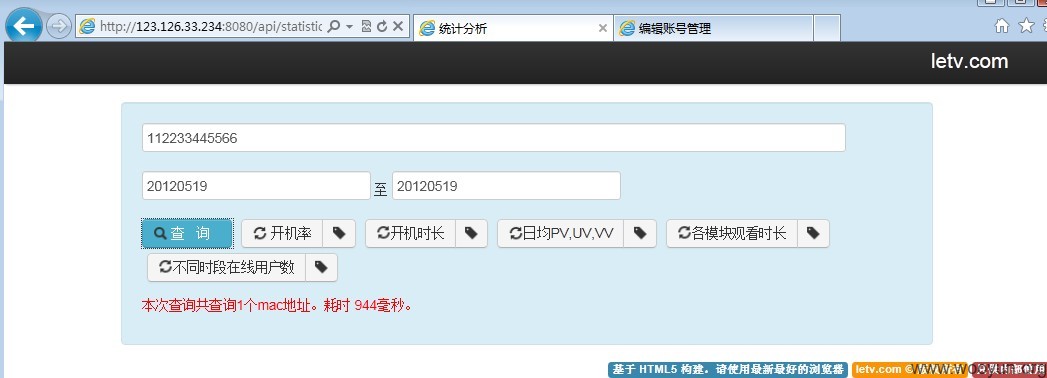 http://123.126.33.234:8080/api/statistic
统计分析
编辑账号管理
letv.com
112233445566
20120519 至 20120519
查 询 开机率 开机时长 日均PV,UV,VV 各模块观看时长
不同时段在线用户数
本次查询共查询1个mac地址。耗时 944毫秒。
基于 HTML5 构建。请使用最新最好的浏览器 letv.com ©